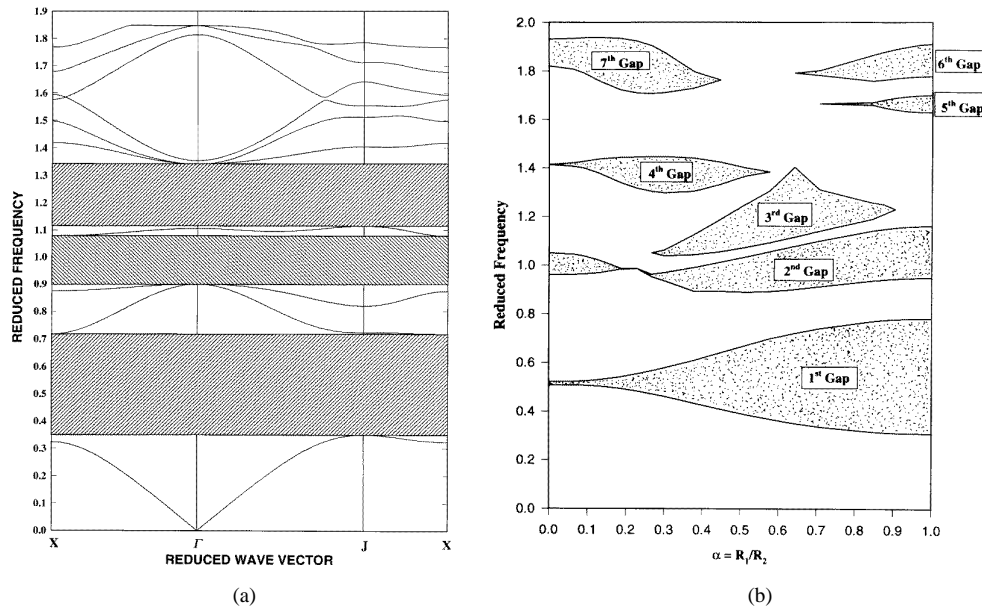 1.9
1.8
1.7
1.6
1.5
1.4
1.3
1.2
1.1
1.0
0.9
0.8
0.7
0.6
0.5
0.4
0.3
0.2
0.1
0.0
REDUCED FREQUENCY
X Γ J X
REDUCED WAVE VECTOR
(a)
2.0
1.8
1.6
1.4
1.2
1.0
0.8
0.6
0.4
0.2
0.0
Reduced Frequency
7th Gap
6th Gap
5th Gap
4th Gap
3rd Gap
2nd Gap
1st Gap
0.0 0.1 0.2 0.3 0.4 0.5 0.6 0.7 0.8 0.9 1.0
α = R1/R2
(b)